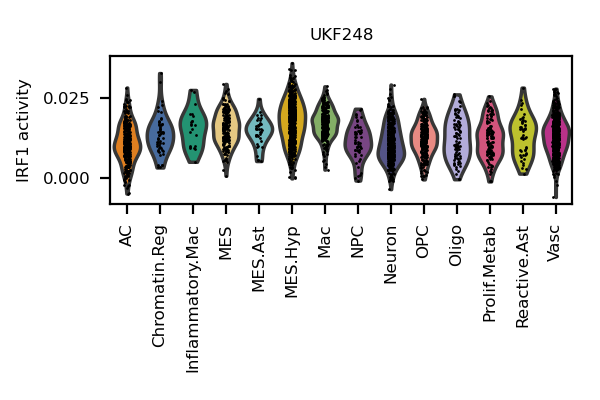 UKF248
IRF1 activity
0.025
0.000
AC
Chromatin.Reg
Inflammatory.Mac
MES
MES.Ast
MES.Hyp
Mac
NPC
Neuron
OPC
Oligo
Prolif.Metab
Reactive.Ast
Vasc